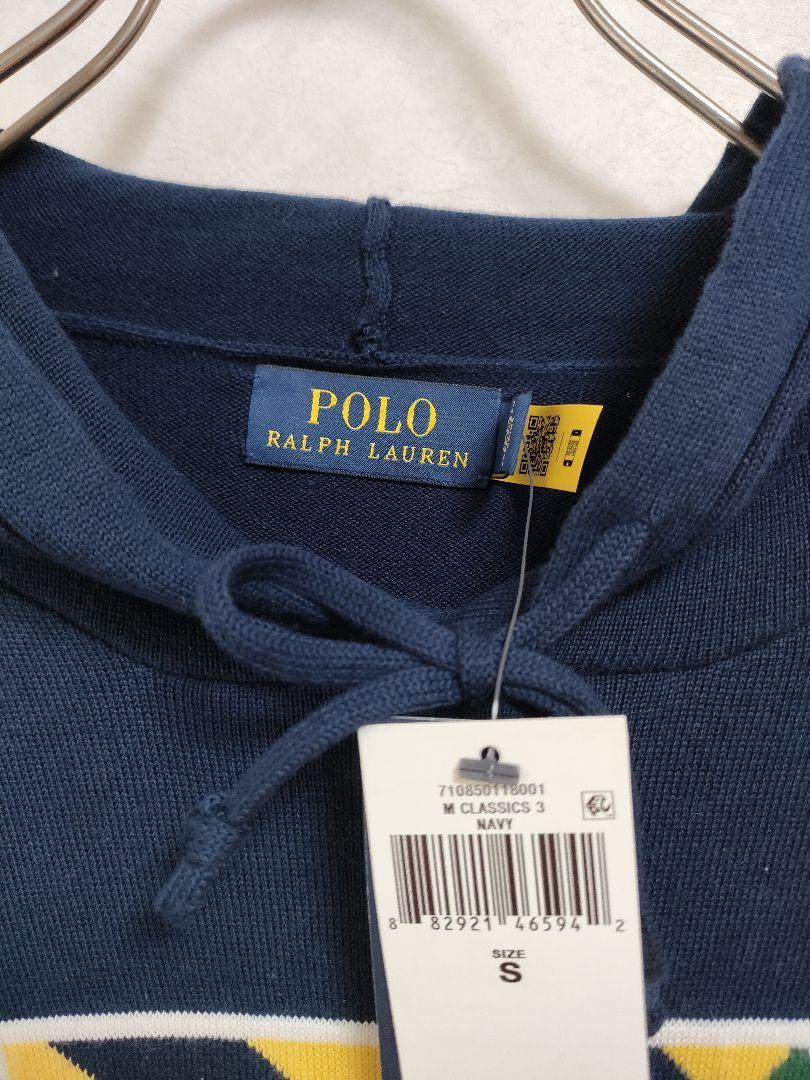 POLO
RALPH LAUREN
710850118001
M CLASSICS 3
NAVY
8 82921 46594 2
SIZE
S